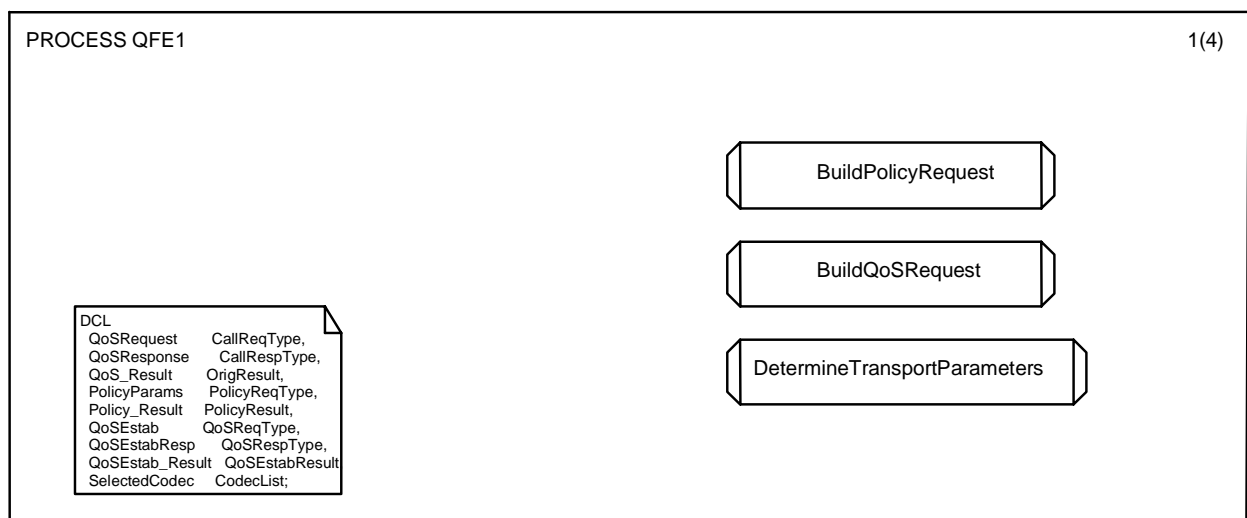 PROCESS QFE1 1(4)
BuildPolicyRequest
BuildQoSRequest
DetermineTransportParameters
DCL
QoSRequest CallReqType,
QoSResponse CallRespType,
QoS_Result OrigResult,
PolicyParams PolicyReqType,
Policy_Result PolicyResult,
QoSEstab QoSReqType,
QoSEstabResp QoSRespType,
QoSEstab_Result QoSEstabResult,
SelectedCodec CodecList;